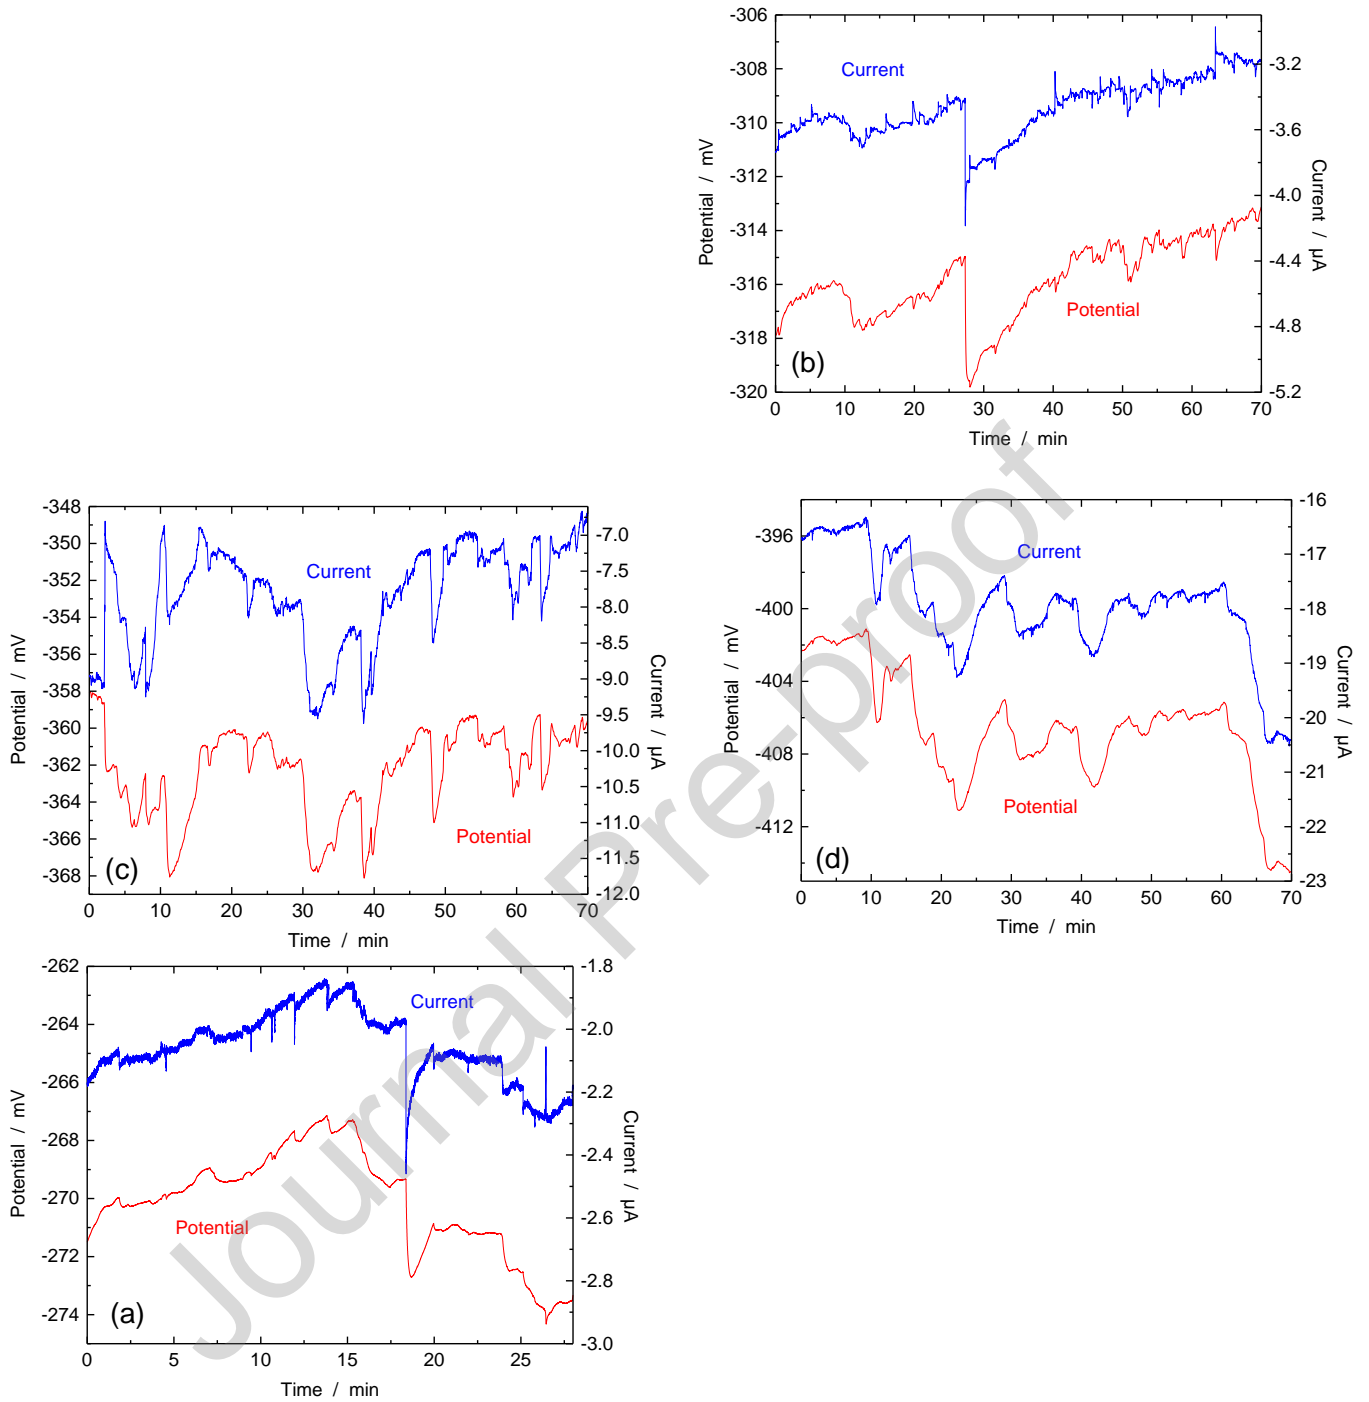 -306
-308
-310
-312
-314
-316
-318
-320
Potential / mV
Current
Potential
(b)
-3.2
-3.6
-4.0
-4.4
-4.8
-5.2
Current / µA
0 10 20 30 40 50 60 70
Time / min
-348
-350
-352
-354
-356
-358
-360
-362
-364
-366
-368
Potential / mV
Current
Potential
(c)
-7.0
-7.5
-8.0
-8.5
-9.0
-9.5
-10.0
-10.5
-11.0
-11.5
-12.0
Current / µA
0 10 20 30 40 50 60 70
Time / min
-396
-400
-404
-408
-412
Potential / mV
Current
Potential
(d)
-16
-17
-18
-19
-20
-21
-22
-23
Current / µA
0 10 20 30 40 50 60 70
Time / min
-262
-264
-266
-268
-270
-272
-274
Potential / mV
Current
Potential
(a)
-1.8
-2.0
-2.2
-2.4
-2.6
-2.8
-3.0
Current / µA
0 5 10 15 20 25
Time / min
Journal Pre-proof